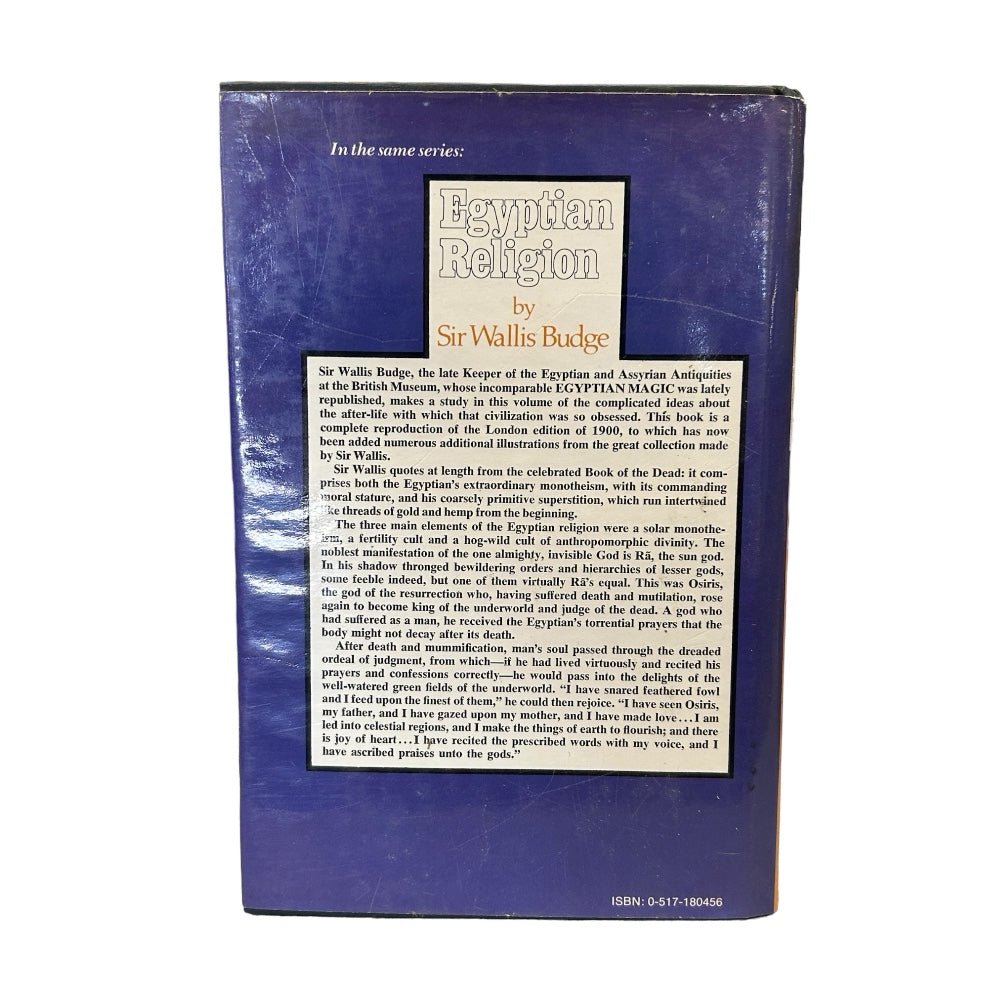 In the same series:
Egyptian
Religion
by
Sir Wallis Budge
Sir Wallis Budge, the late Keeper of the Egyptian and Assyrian Antiquities
at the British Museum, whose incomparable EGYPTIAN MAGIC was lately
republished, makes a study in this volume of the complicated ideas about
the after-life with which that civilization was so obsessed. This book is a
complete reproduction of the London edition of 1900, to which has now
been added numerous additional illustrations from the great collection made
by Sir Wallis.
Sir Wallis quotes at length from the celebrated Book of the Dead: it com-
prises both the Egyptian's extraordinary monotheism, with its commanding
moral stature, and his coarsely primitive superstition, which run intertwined
like threads of gold and hemp from the beginning.
The three main elements of the Egyptian religion were a solar monothe-
ism, a fertility cult and a hog-wild cult of anthropomorphic divinity. The
noblest manifestation of the one almighty, invisible God is Rā, the sun god.
In his shadow thronged bewildering orders and hierarchies of lesser gods,
some feeble indeed, but one of them virtually Rā's equal. This was Osiris,
the god of the resurrection who, having suffered death and mutilation, rose
again to become king of the underworld and judge of the dead. A god who
had suffered as a man, he received the Egyptian's torrential prayers that the
body might not decay after its death.
After death and mummification, man's soul passed through the dreaded
ordeal of judgment, from which—if he had lived virtuously and recited his
prayers and confessions correctly—he would pass into the delights of the
well-watered green fields of the underworld. “I have snared feathered fowl
and I feed upon the finest of them,” he could then rejoice. “I have seen Osiris,
my father, and I have gazed upon my mother, and I have made love...I am
led into celestial regions, and I make the things of earth to flourish; and there
is joy of heart...I have recited the prescribed words with my voice, and I
have ascribed praises unto the gods.”
ISBN: 0-517-180456